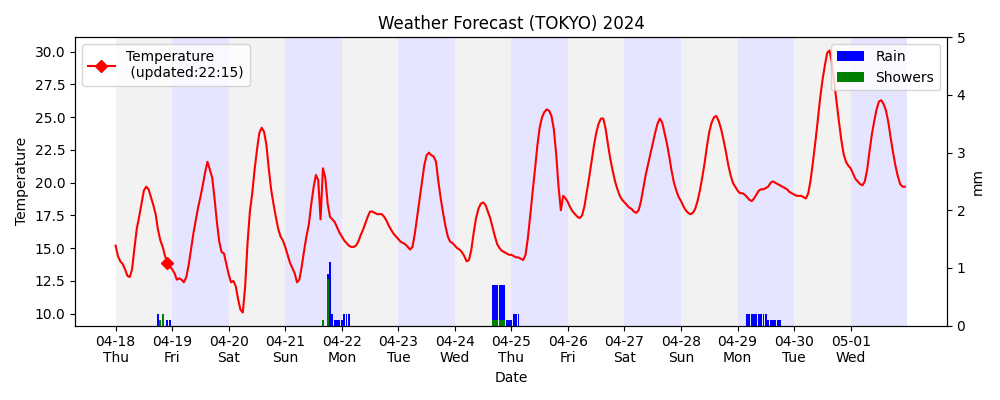 Weather Forecast (TOKYO) 2024
Temperature
(updated:22:15)
Rain
Showers
Temperature
30.0
27.5
25.0
22.5
20.0
17.5
15.0
12.5
10.0
5
4
3
2
1
0
mm
04-18 04-19 04-20 04-21 04-22 04-23 04-24 04-25 04-26 04-27 04-28 04-29 04-30 05-01
Thu Fri Sat Sun Mon Tue Wed Thu Fri Sat Sun Mon Tue Wed
Date